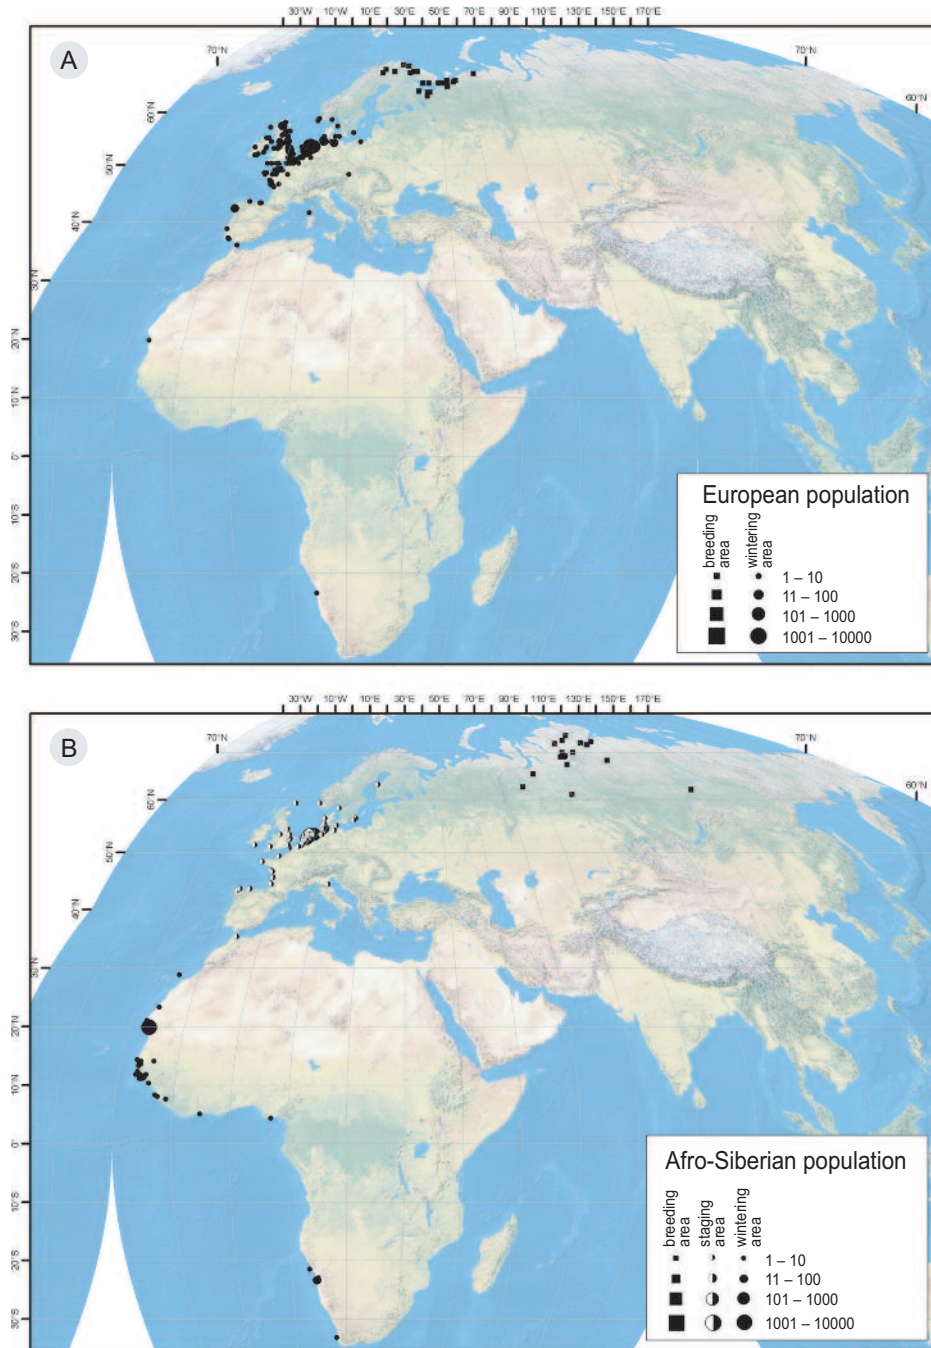 30°W 10°W 10°E 30°E 50°E 70°E 90°E 110°E 130°E 150°E 170°E
A
70°N
70°N
60°N
60°N
50°N
40°N
30°N
20°N
10°N
0°
10°S
20°S
30°S
European population
breeding area
wintering area
1 – 10
11 – 100
101 – 1000
1001 – 10000
30°W 10°W 10°E 30°E 50°E 70°E 90°E 110°E 130°E 150°E 170°E
B
70°N
70°N
60°N
60°N
50°N
40°N
30°N
20°N
10°N
0°
10°S
20°S
30°S
Afro-Siberian population
breeding area
staging area
wintering area
1 – 10
11 – 100
101 – 1000
1001 – 10000